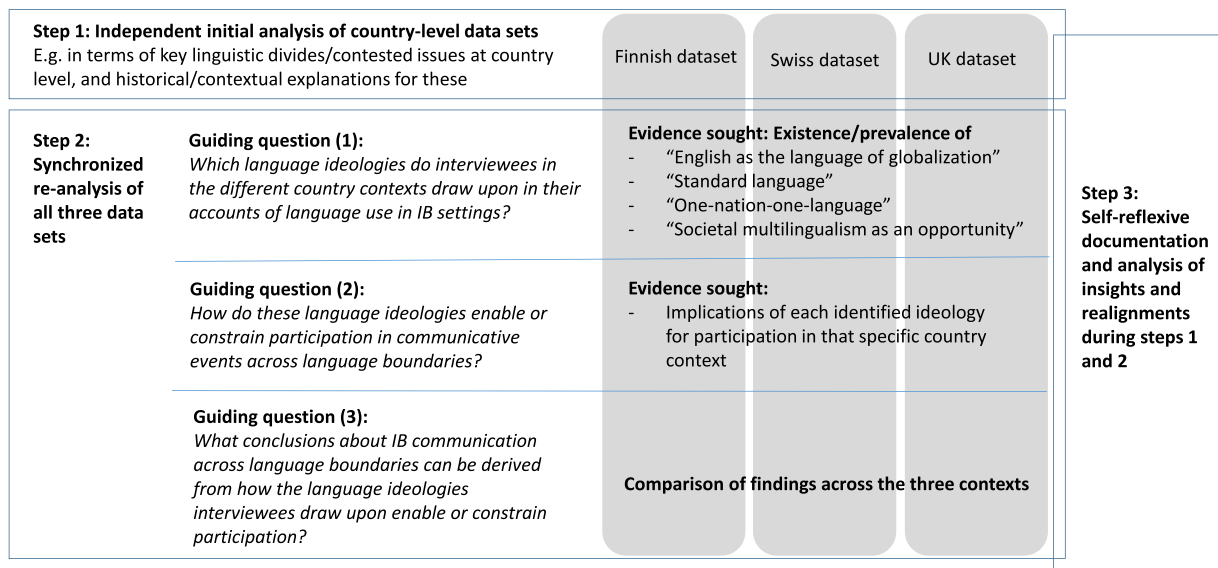 Step 1: Independent initial analysis of country-level data sets
E.g. in terms of key linguistic divides/contested issues at country
level, and historical/contextual explanations for these
Finnish dataset
Swiss dataset
UK dataset
Step 2:
Synchronized
re-analysis of
all three data
sets
Guiding question (1):
Which language ideologies do interviewees in
the different country contexts draw upon in their
accounts of language use in IB settings?
Evidence sought: Existence/prevalence of
- “English as the language of globalization”
- “Standard language”
- “One-nation-one-language”
- “Societal multilingualism as an opportunity”
Guiding question (2):
How do these language ideologies enable or
constrain participation in communicative
events across language boundaries?
Evidence sought:
- Implications of each identified ideology
for participation in that specific country
context
Guiding question (3):
What conclusions about IB communication
across language boundaries can be derived
from how the language ideologies
interviewees draw upon enable or constrain
participation?
Comparison of findings across the three contexts
Step 3:
Self-reflexive
documentation
and analysis of
insights and
realignments
during steps 1
and 2